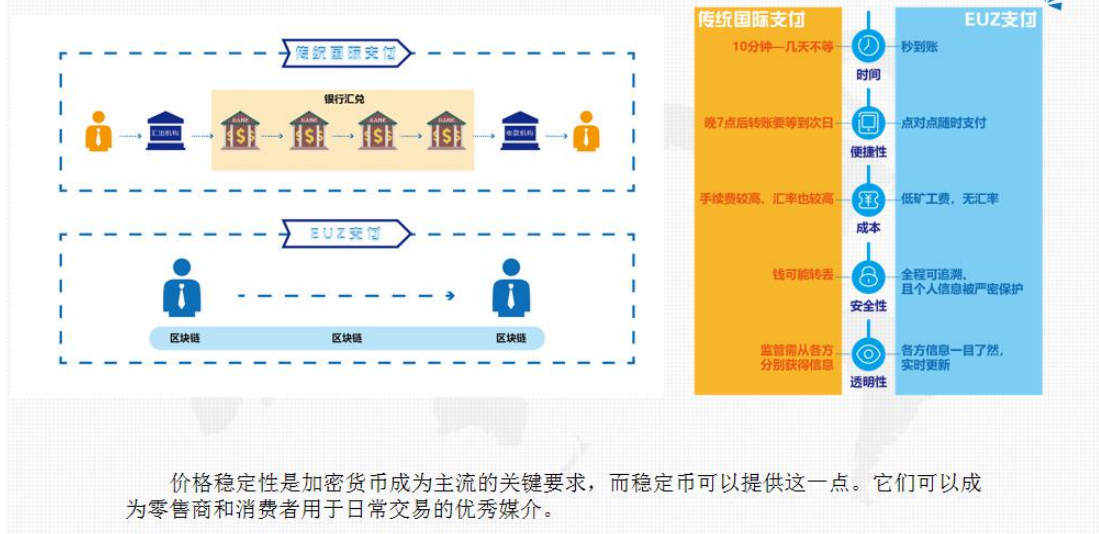 传统国际支付
银行汇兑
汇出机构
BANK
BANK
BANK
BANK
收款机构
EUZ支付
区块链 区块链 区块链
传统国际支付 EUZ支付
10分钟—几天不等 秒到账
时间
晚7点后转账要等到次日 点对点随时支付
便捷性
手续费较高、汇率也较高 低矿工费，无汇率
成本
钱可能转丢 全程可追溯、
且个人信息被严密保护
安全性
监管需从各方 各方信息一目了然，
分别获得信息 实时更新
透明性
价格稳定性是加密货币成为主流的关键要求，而稳定币可以提供这一点。它们可以成
为零售商和消费者用于日常交易的优秀媒介。